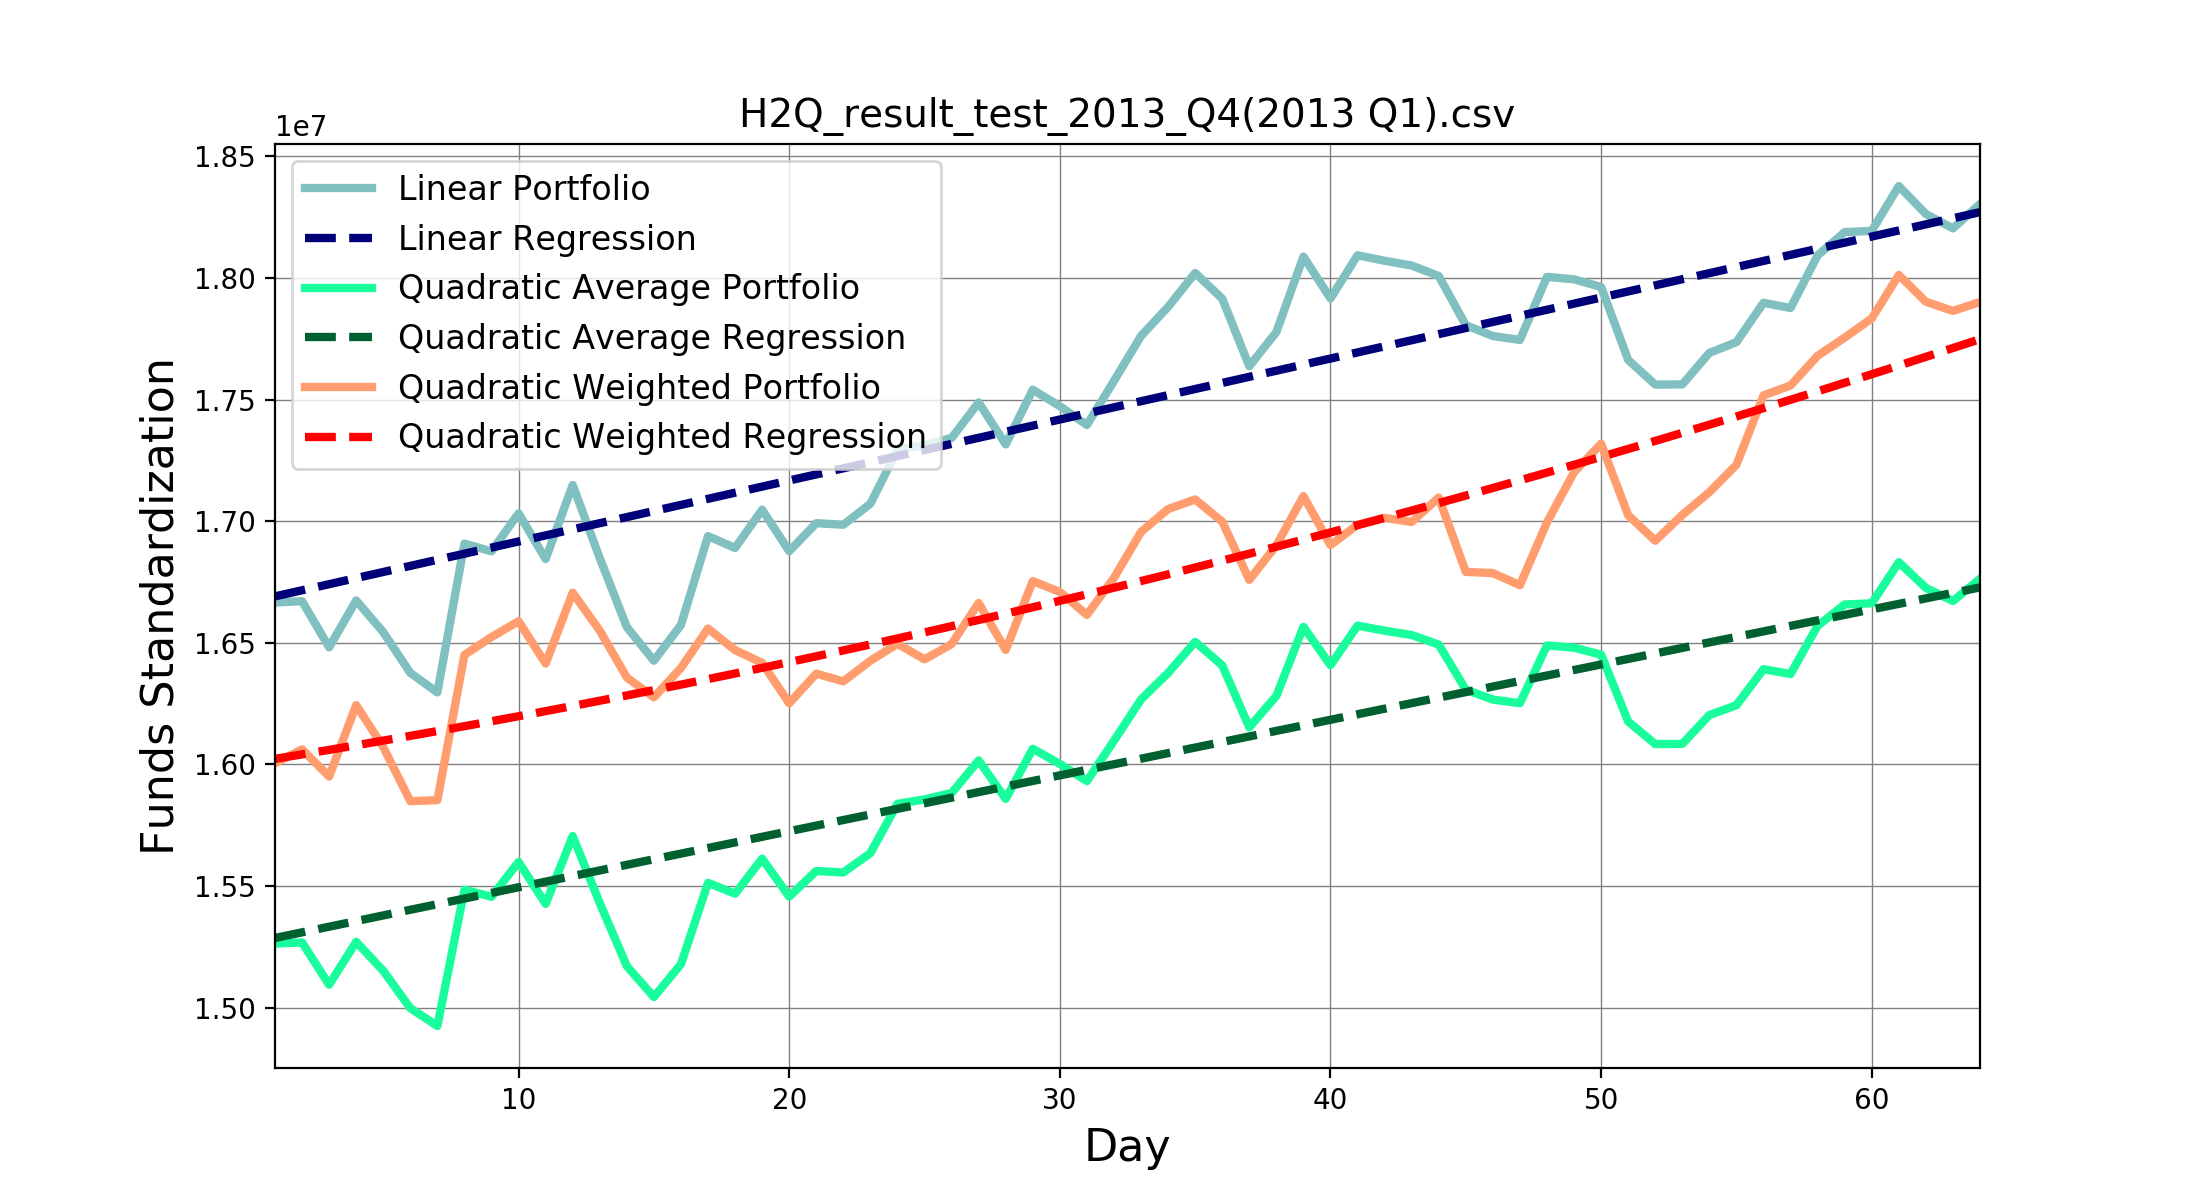 H2Q_result_test_2013_Q4(2013 Q1).csv
1e7
1.85
1.80
1.75
1.70
1.65
1.60
1.55
1.50
Funds Standardization
Linear Portfolio
Linear Regression
Quadratic Average Portfolio
Quadratic Average Regression
Quadratic Weighted Portfolio
Quadratic Weighted Regression
10 20 30 40 50 60
Day